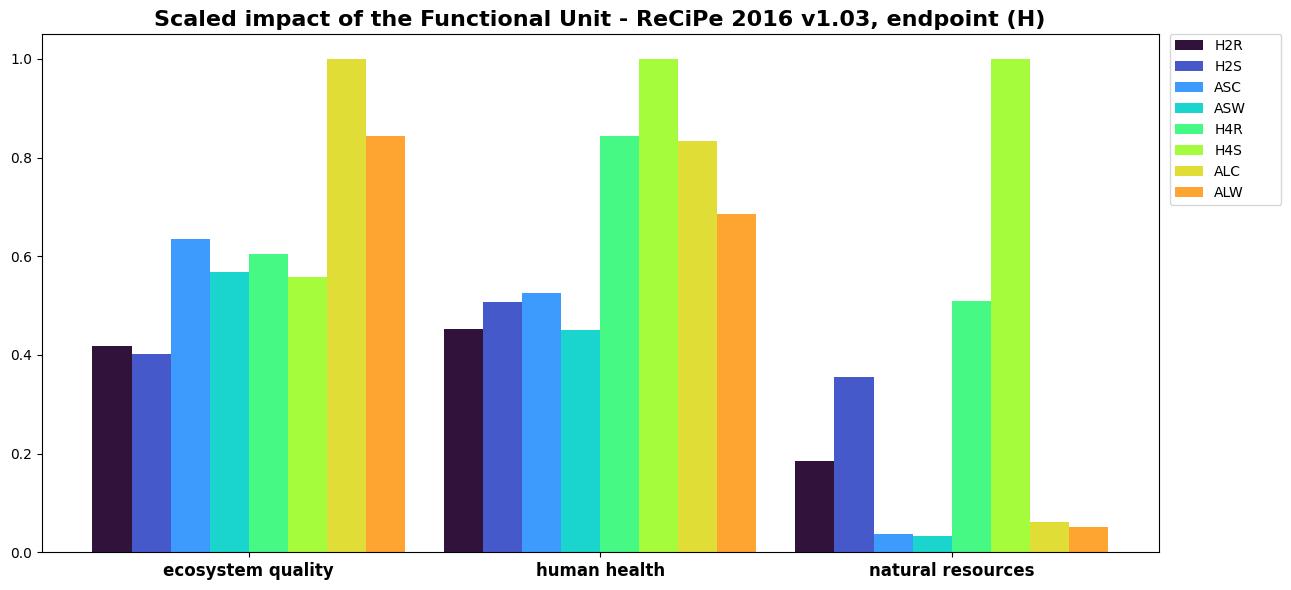 Scaled impact of the Functional Unit - ReCiPe 2016 v1.03, endpoint (H)
1.0
0.8
0.6
0.4
0.2
0.0
ecosystem quality
human health
natural resources
H2R
H2S
ASC
ASW
H4R
H4S
ALC
ALW